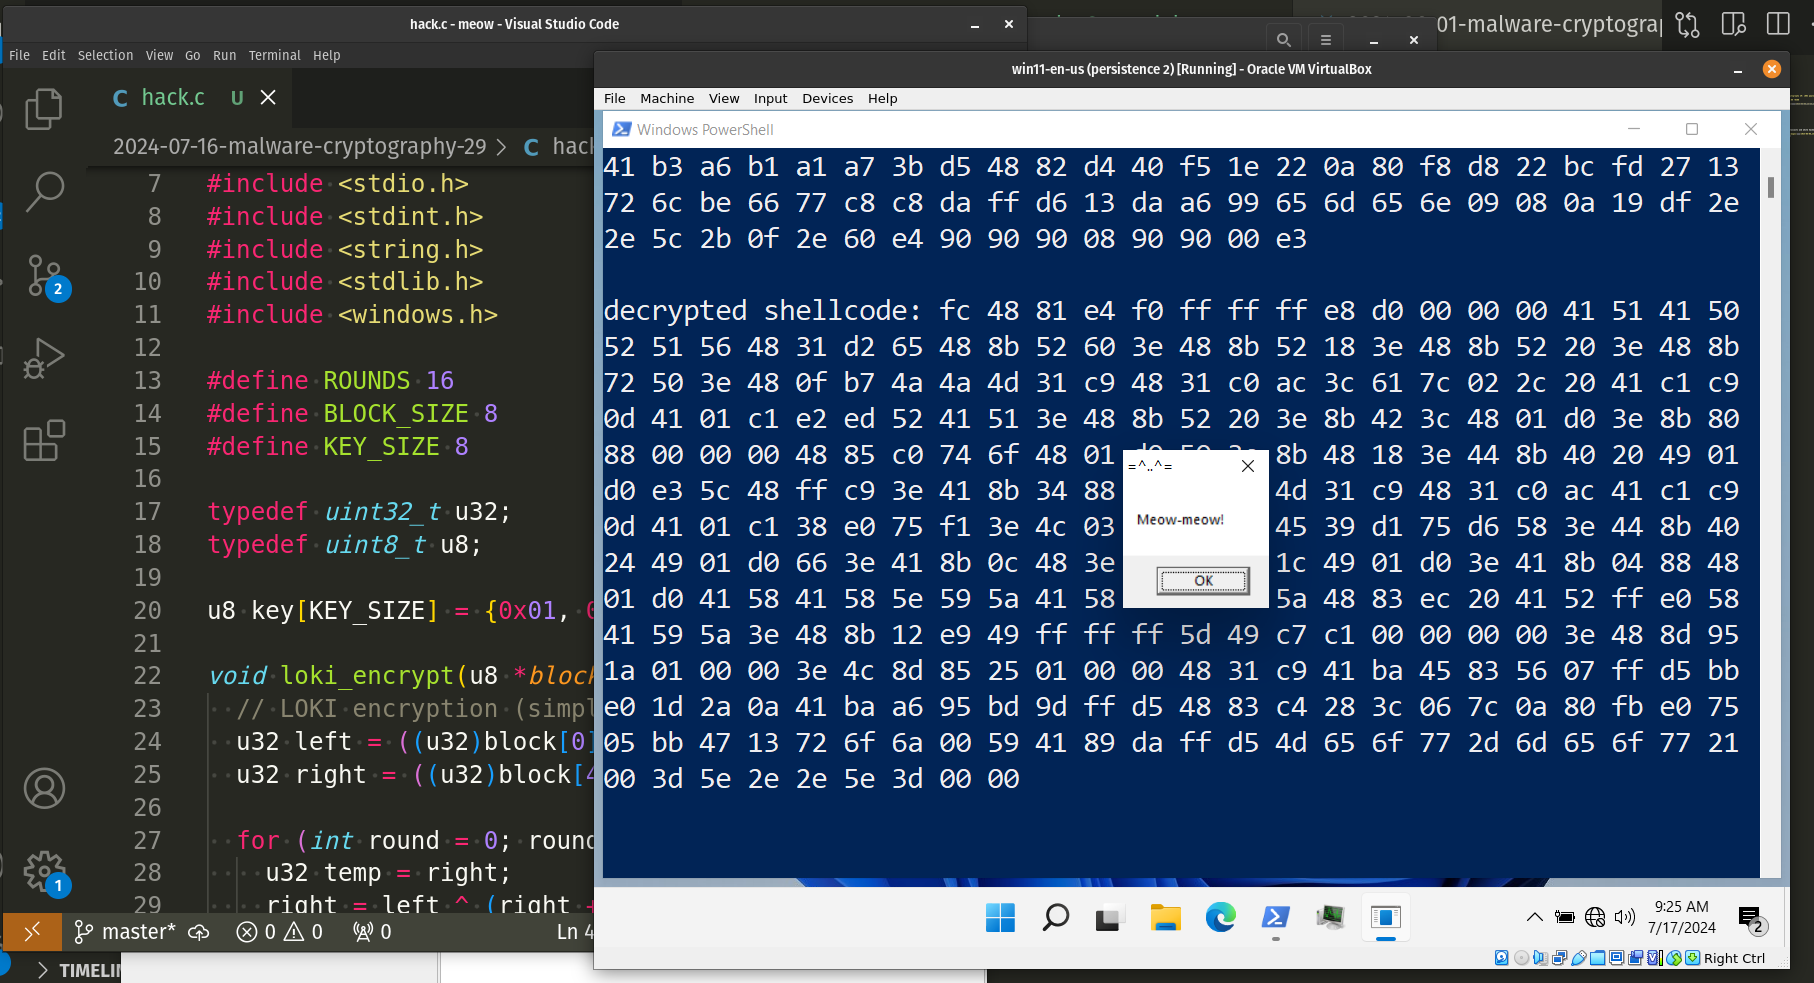 hack.c - meow - Visual Studio Code
01-malware-cryptograp
File Edit Selection View Go Run Terminal Help
hack.c U
2024-07-16-malware-cryptography-29 > C hack
7 #include <stdio.h>
8 #include <stdint.h>
9 #include <string.h>
10 #include <stdlib.h>
11 #include <windows.h>
12
13 #define ROUNDS 16
14 #define BLOCK_SIZE 8
15 #define KEY_SIZE 8
16
17 typedef uint32_t u32;
18 typedef uint8_t u8;
19
20 u8 key[KEY_SIZE] = {0x01,
21
22 void loki_encrypt(u8 *block
23 // LOKI encryption (simpl
24 u32 left = ((u32)block[0]
25 u32 right = ((u32)block[4
26
27 for (int round = 0; round
28 u32 temp = right;
29 right = left ^ (right +
2
1
master* 0 0 0 Ln 4
TIMELIN
win11-en-us (persistence 2) [Running] - Oracle VM VirtualBox
File Machine View Input Devices Help
Windows PowerShell
41 b3 a6 b1 a1 a7 3b d5 48 82 d4 40 f5 1e 22 0a 80 f8 d8 22 bc fd 27 13
72 6c be 66 77 c8 c8 da ff d6 13 da a6 99 65 6d 65 6e 09 08 0a 19 df 2e
2e 5c 2b 0f 2e 60 e4 90 90 90 08 90 90 00 e3
decrypted shellcode: fc 48 81 e4 f0 ff ff ff e8 d0 00 00 00 41 51 41 50
52 51 56 48 31 d2 65 48 8b 52 60 3e 48 8b 52 18 3e 48 8b 52 20 3e 48 8b
72 50 3e 48 0f b7 4a 4a 4d 31 c9 48 31 c0 ac 3c 61 7c 02 2c 20 41 c1 c9
0d 41 01 c1 e2 ed 52 41 51 3e 48 8b 52 20 3e 8b 42 3c 48 01 d0 3e 8b 80
88 00 00 00 48 85 c0 74 6f 48 01 8b 48 18 3e 44 8b 40 20 49 01
d0 e3 5c 48 ff c9 3e 41 8b 34 88 4d 31 c9 48 31 c0 ac 41 c1 c9
0d 41 01 c1 38 e0 75 f1 3e 4c 03 45 39 d1 75 d6 58 3e 44 8b 40
24 49 01 d0 66 3e 41 8b 0c 48 3e 1c 49 01 d0 3e 41 8b 04 88 48
01 d0 41 58 41 58 5e 59 5a 41 58 5a 48 83 ec 20 41 52 ff e0 58
41 59 5a 3e 48 8b 12 e9 49 ff ff ff 5d 49 c7 c1 00 00 00 00 3e 48 8d 95
1a 01 00 00 3e 4c 8d 85 25 01 00 00 48 31 c9 41 ba 45 83 56 07 ff d5 bb
e0 1d 2a 0a 41 ba a6 95 bd 9d ff d5 48 83 c4 28 3c 06 7c 0a 80 fb e0 75
05 bb 47 13 72 6f 6a 00 59 41 89 da ff d5 4d 65 6f 77 2d 6d 65 6f 77 21
00 3d 5e 2e 2e 5e 3d 00 00
=^..^=
Meow-meow!
OK
9:25 AM
7/17/2024
2
Right Ctrl